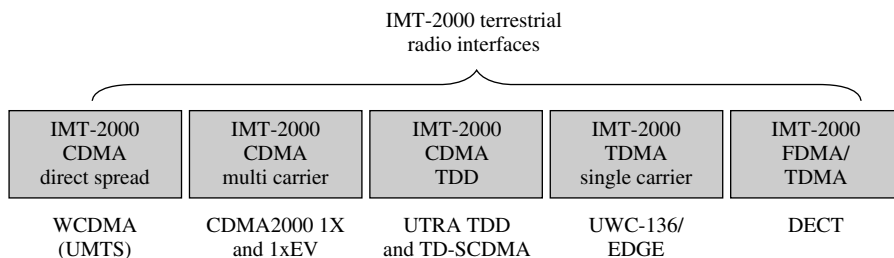 IMT-2000 terrestrial
radio interfaces
IMT-2000
CDMA
direct spread
IMT-2000
CDMA
multi carrier
IMT-2000
CDMA
TDD
IMT-2000
TDMA
single carrier
IMT-2000
FDMA/
TDMA
WCDMA
(UMTS)
CDMA2000 1X
and 1xEV
UTRA TDD
and TD-SCDMA
UWC-136/
EDGE
DECT